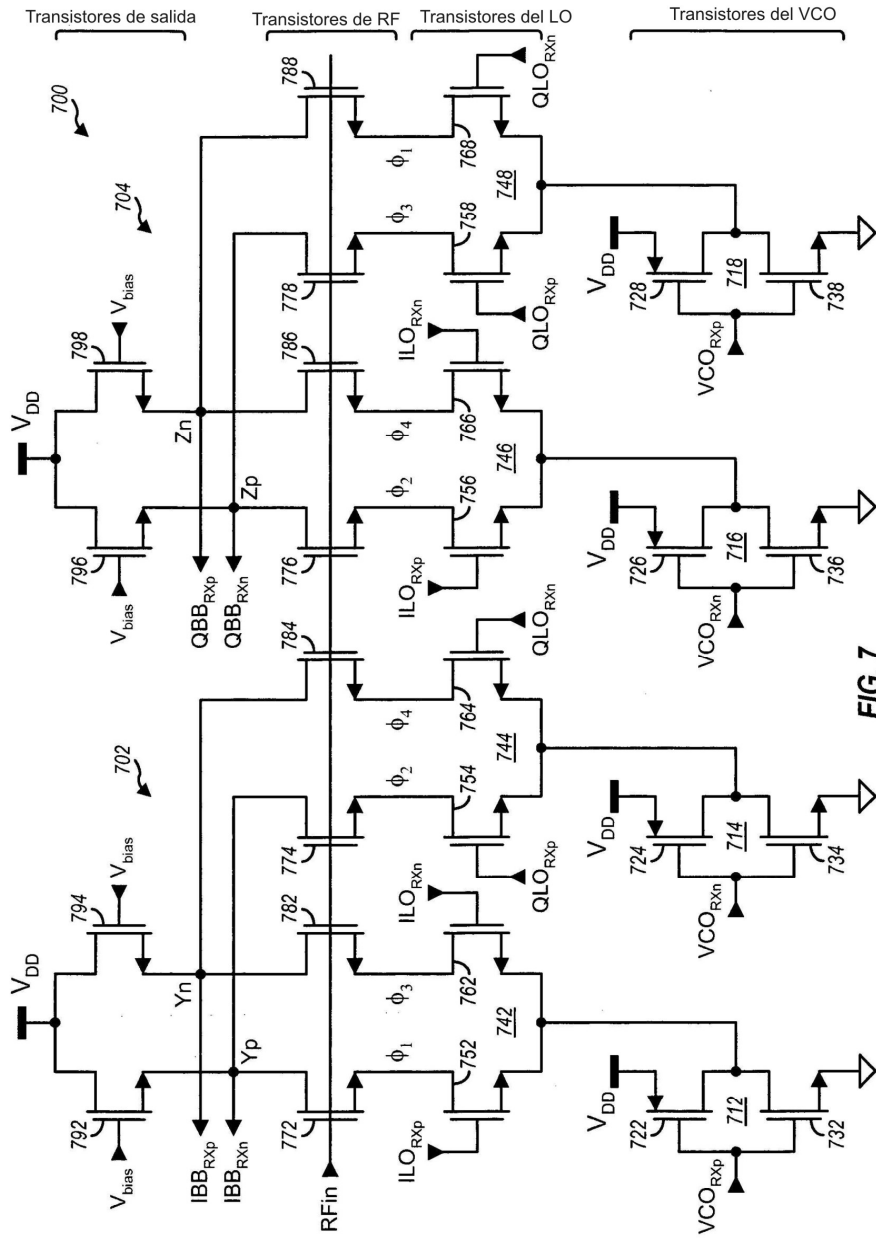 Transistores de salida
Transistores de RF
Transistores del LO
Transistores del VCO
700
702
704
V_DD
V_DD
792
794
796
798
V_bias
V_bias
V_bias
V_bias
Yn
Yp
Zn
Zp
IBB_RXp
IBB_RXn
QBB_RXp
QBB_RXn
RFin
772
782
774
784
776
786
778
788
ϕ1
ϕ3
ϕ2
ϕ4
ϕ2
ϕ4
ϕ3
ϕ1
752
762
754
764
756
766
758
768
ILO_RXp
ILO_RXn
QLO_RXp
QLO_RXn
ILO_RXp
ILO_RXn
QLO_RXp
QLO_RXn
742
744
746
748
V_DD
V_DD
V_DD
V_DD
722
724
726
728
712
714
716
718
VCO_RXp
VCO_RXn
VCO_RXn
VCO_RXp
732
734
736
738
FIG. 7